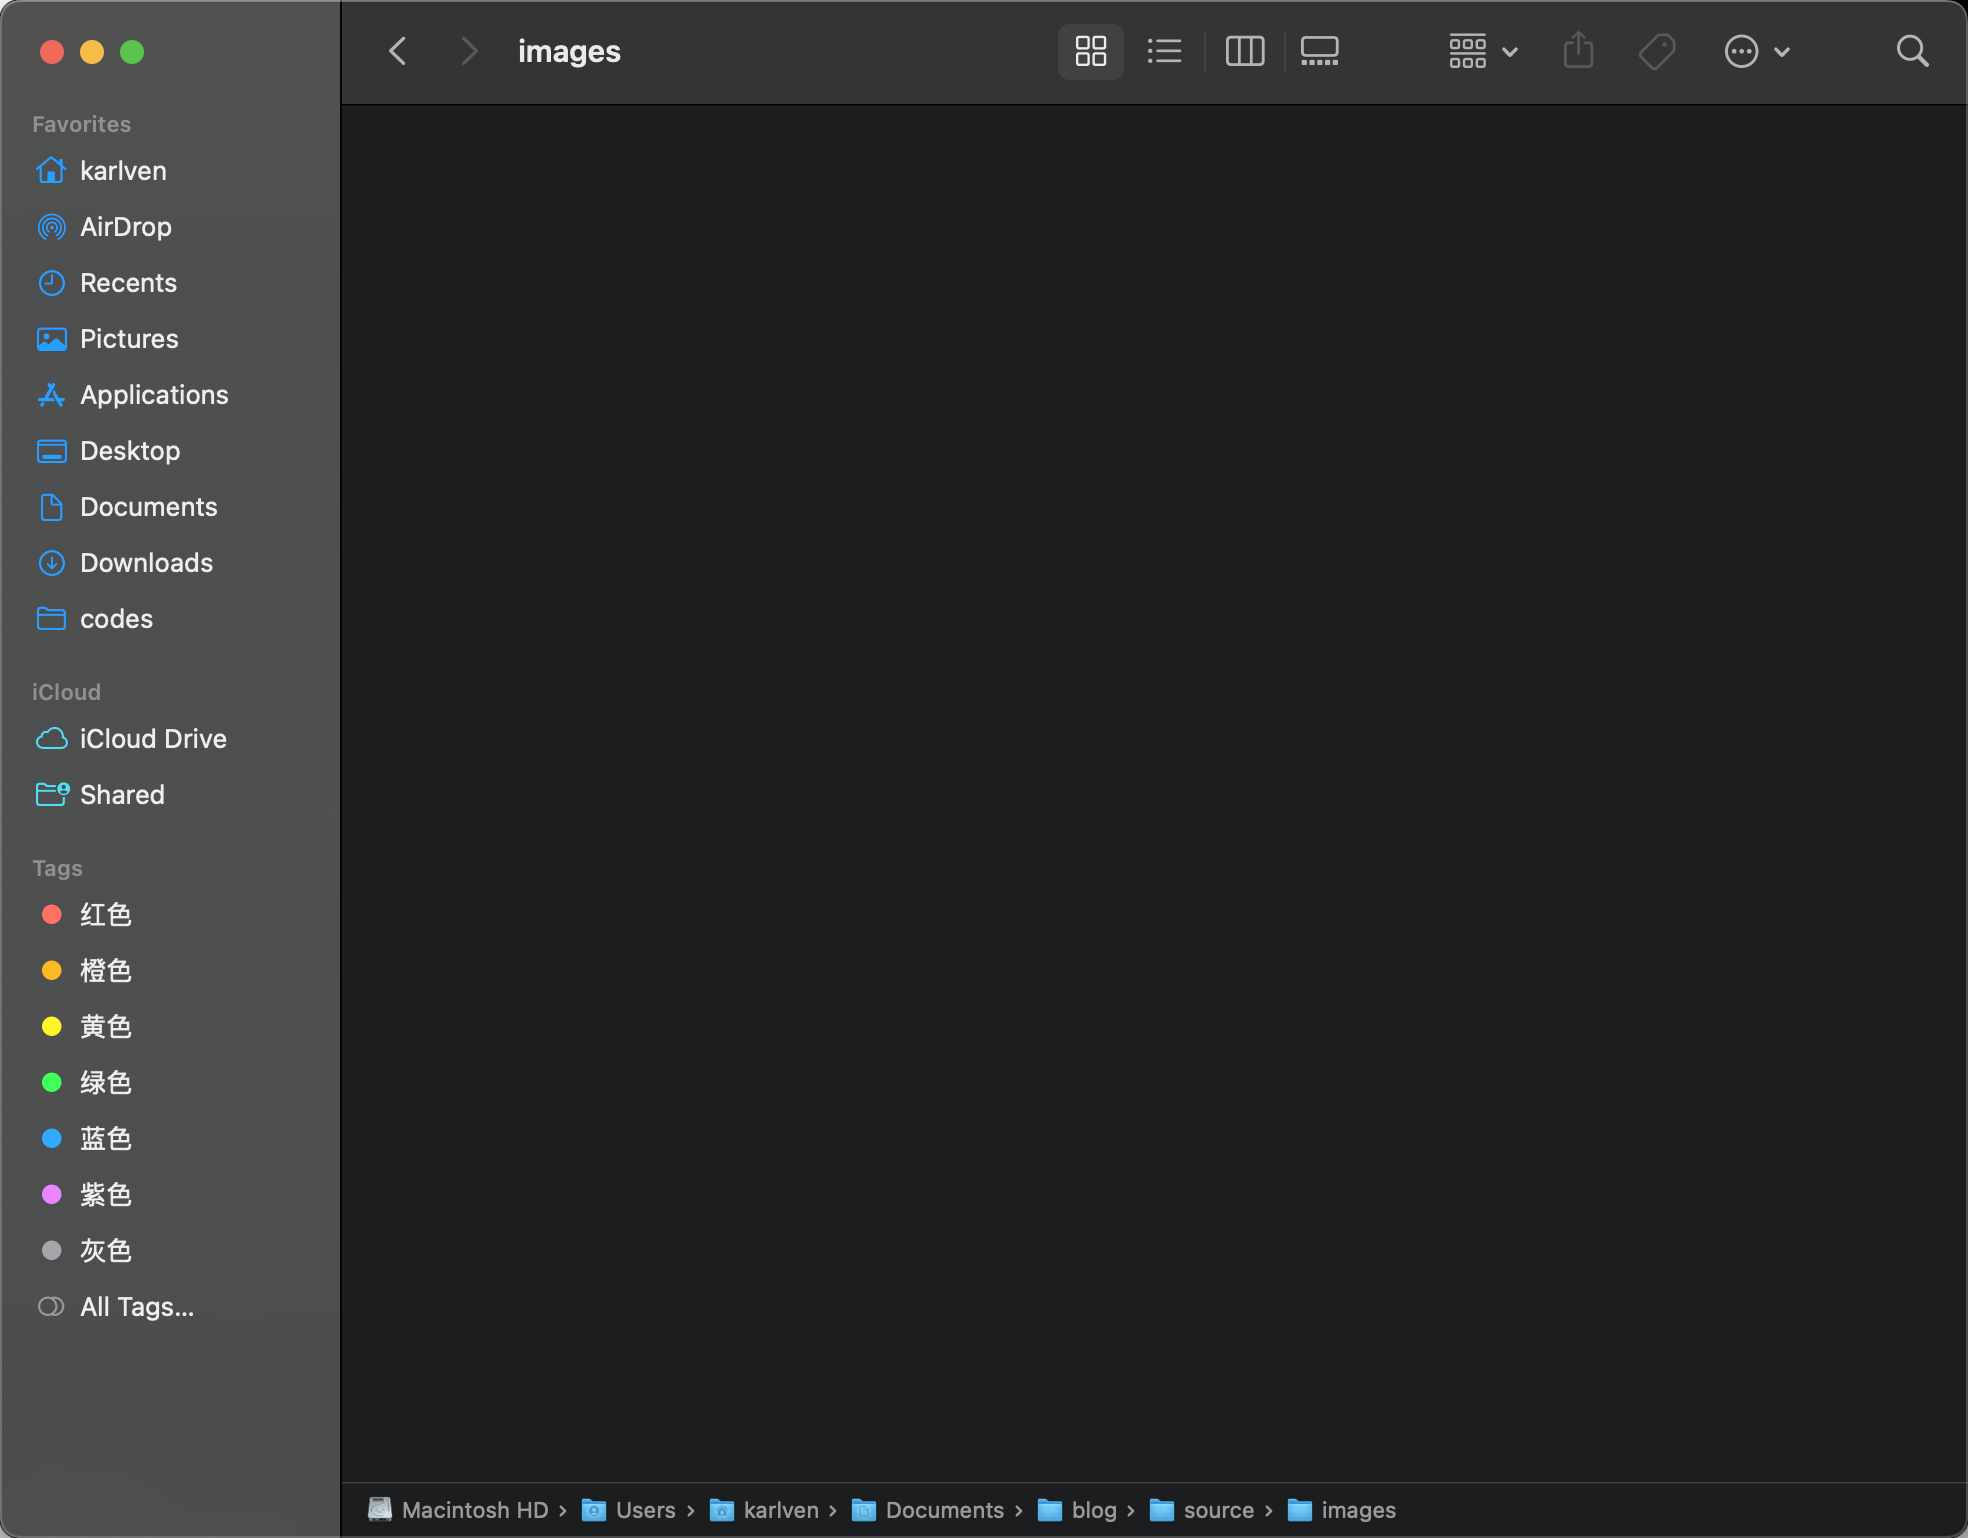 images
Favorites
karlven
AirDrop
Recents
Pictures
Applications
Desktop
Documents
Downloads
codes
iCloud
iCloud Drive
Shared
Tags
红色
橙色
黄色
绿色
蓝色
紫色
灰色
All Tags...
Macintosh HD › Users › karlven › Documents › blog › source › images